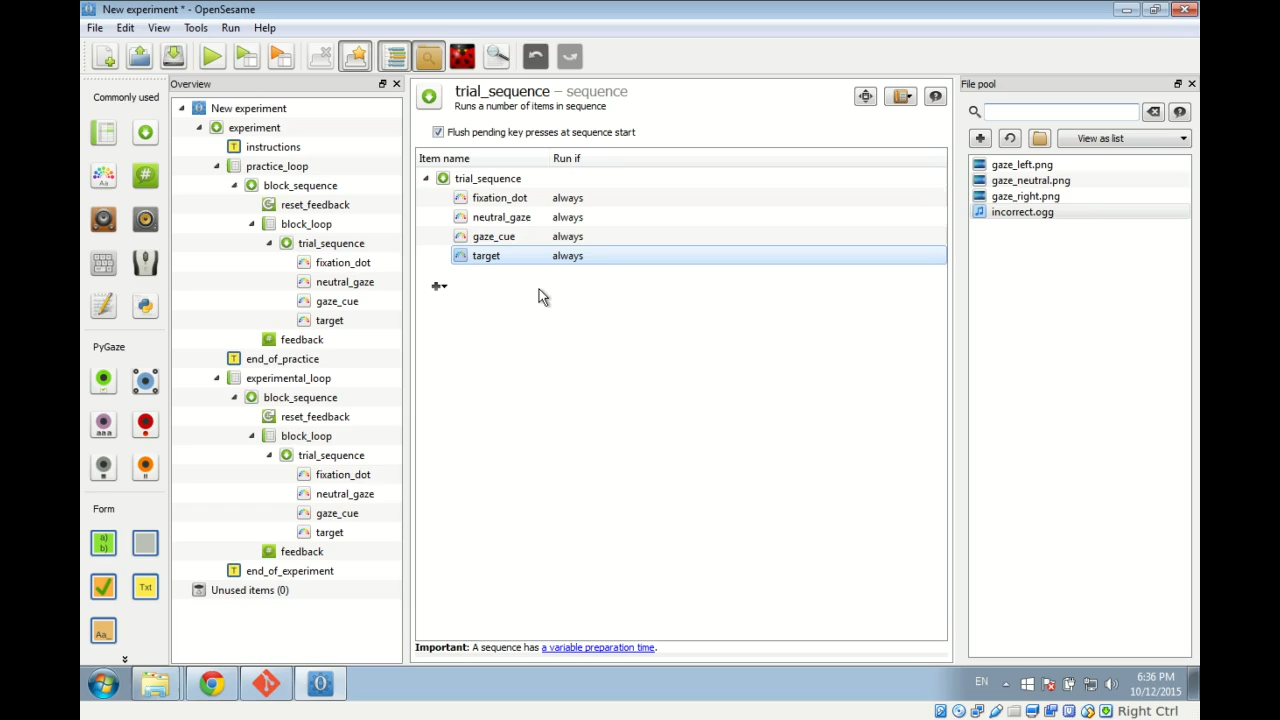 New experiment * - OpenSesame
File Edit View Tools Run Help
Commonly used
PyGaze
aaa
Form
a)
b)
Txt
Aa_
Overview
New experiment
experiment
instructions
practice_loop
block_sequence
reset_feedback
block_loop
trial_sequence
fixation_dot
neutral_gaze
gaze_cue
target
feedback
end_of_practice
experimental_loop
block_sequence
reset_feedback
block_loop
trial_sequence
fixation_dot
neutral_gaze
gaze_cue
target
feedback
end_of_experiment
Unused items (0)
trial_sequence – sequence
Runs a number of items in sequence
Flush pending key presses at sequence start
Item name Run if
trial_sequence
fixation_dot always
neutral_gaze always
gaze_cue always
target always
Important: A sequence has a variable preparation time.
File pool
View as list
gaze_left.png
gaze_neutral.png
gaze_right.png
incorrect.ogg
EN
6:36 PM
10/12/2015
Right Ctrl